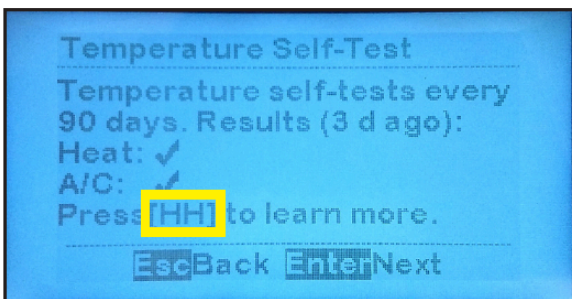 Temperature Self-Test
Temperature self-tests every
90 days. Results (3 d ago):
Heat: ✓
A/C: ✓
Press [HH] to learn more.
Esc Back Enter Next